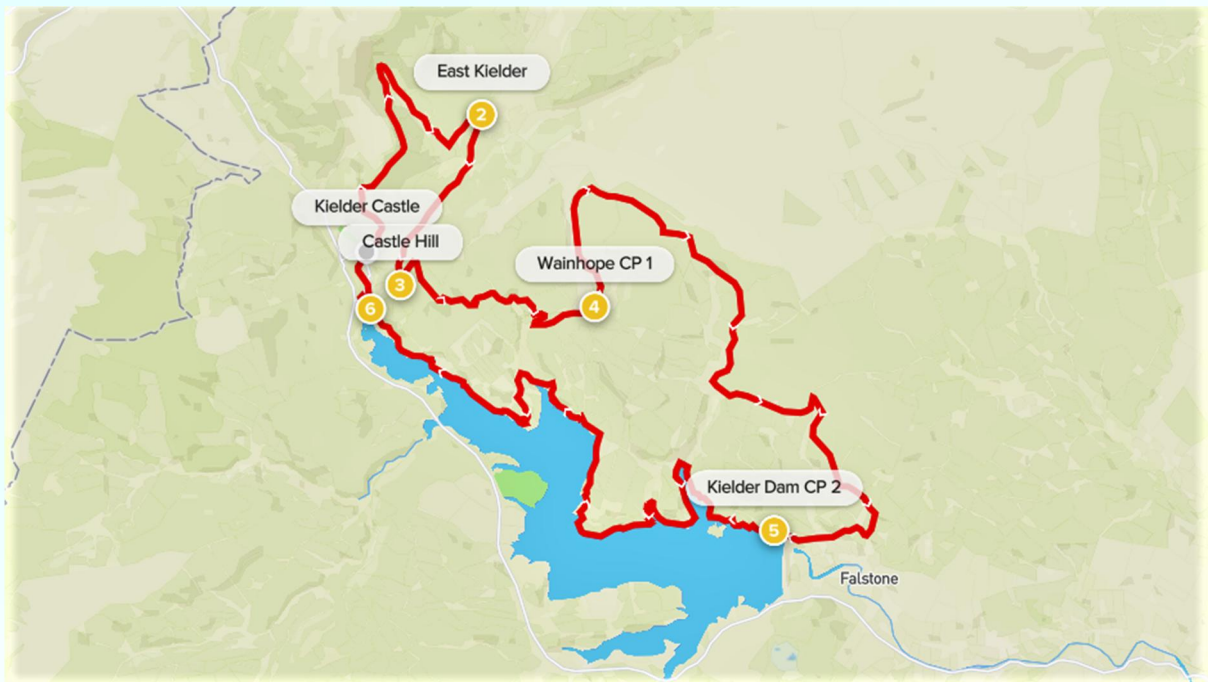 East Kielder
2
Kielder Castle
Castle Hill
3
Wainhope CP 1
4
6
Kielder Dam CP 2
5
Falstone